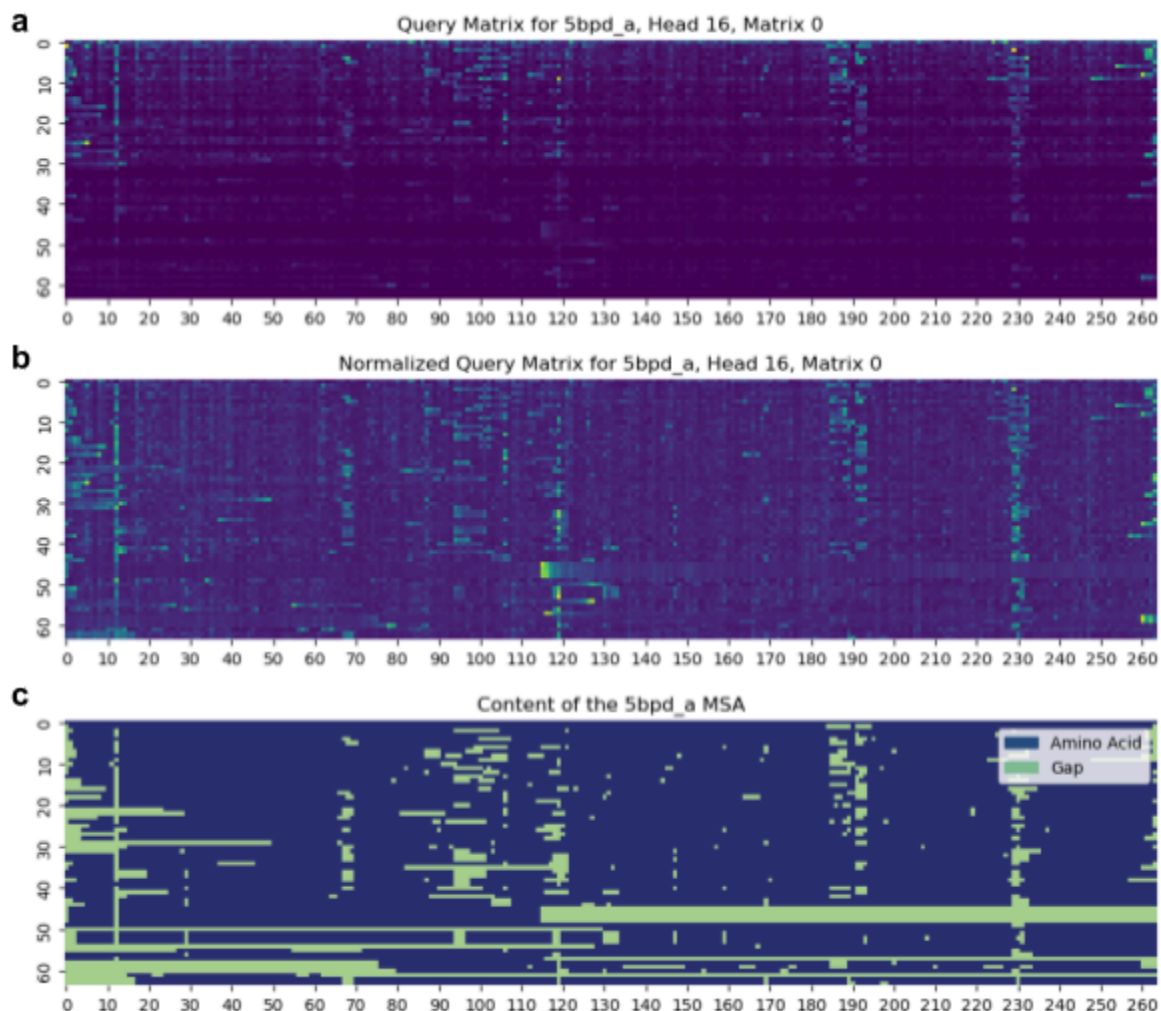 a
Query Matrix for 5bpd_a, Head 16, Matrix 0
0
10
20
30
40
50
60
0 10 20 30 40 50 60 70 80 90 100 110 120 130 140 150 160 170 180 190 200 210 220 230 240 250 260
b
Normalized Query Matrix for 5bpd_a, Head 16, Matrix 0
0
10
20
30
40
50
60
0 10 20 30 40 50 60 70 80 90 100 110 120 130 140 150 160 170 180 190 200 210 220 230 240 250 260
c
Content of the 5bpd_a MSA
Amino Acid
Gap
0
10
20
30
40
50
60
0 10 20 30 40 50 60 70 80 90 100 110 120 130 140 150 160 170 180 190 200 210 220 230 240 250 260